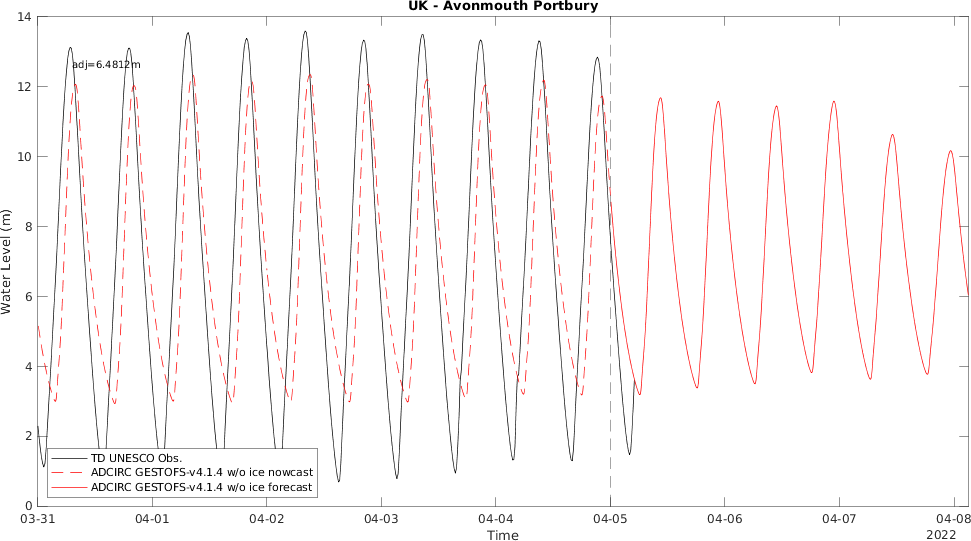 UK - Avonmouth Portbury
14
adj=6.4812m
12
10
8
6
4
2
0
Water Level (m)
TD UNESCO Obs.
ADCIRC GESTOFS-v4.1.4 w/o ice nowcast
ADCIRC GESTOFS-v4.1.4 w/o ice forecast
03-31 04-01 04-02 04-03 04-04 04-05 04-06 04-07 04-08
Time 2022